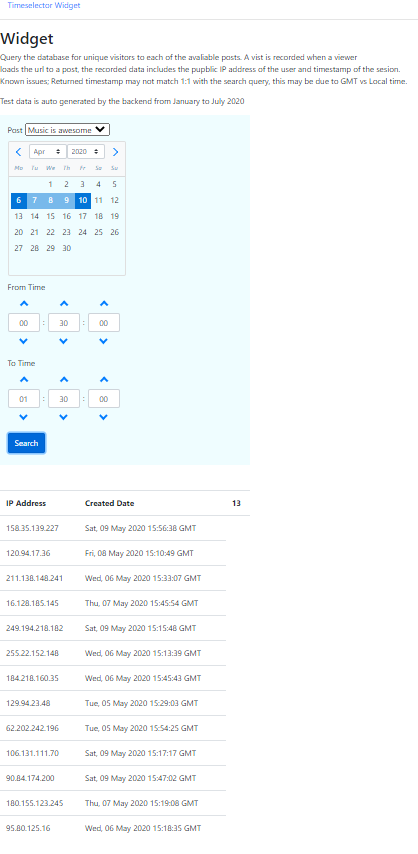 Timeselector Widget
Widget
Query the database for unique visitors to each of the avaliable posts. A vist is recorded when a viewer
loads the url to a post, the recorded data includes the pupblic IP address of the user and timestamp of the sesion.
Known issues; Returned timestamp may not match 1:1 with the search query, this may be due to GMT vs Local time.
Test data is auto generated by the backend from January to July 2020
Post Music is awesome
Apr 2020
Mo Tu We Th Fr Sa Su
1 2 3 4 5
6 7 8 9 10 11 12
13 14 15 16 17 18 19
20 21 22 23 24 25 26
27 28 29 30
From Time
00 : 30 : 00
To Time
01 : 30 : 00
Search
IP Address Created Date 13
158.35.139.227 Sat, 09 May 2020 15:56:38 GMT
120.94.17.36 Fri, 08 May 2020 15:10:49 GMT
211.138.148.241 Wed, 06 May 2020 15:33:07 GMT
16.128.185.145 Thu, 07 May 2020 15:45:54 GMT
249.194.218.182 Sat, 09 May 2020 15:15:48 GMT
255.22.152.148 Wed, 06 May 2020 15:13:39 GMT
184.218.160.35 Wed, 06 May 2020 15:45:43 GMT
129.94.23.48 Tue, 05 May 2020 15:29:03 GMT
62.202.242.196 Tue, 05 May 2020 15:54:25 GMT
106.131.111.70 Sat, 09 May 2020 15:17:17 GMT
90.84.174.200 Sat, 09 May 2020 15:47:02 GMT
180.155.123.245 Thu, 07 May 2020 15:19:08 GMT
95.80.125.16 Wed, 06 May 2020 15:18:35 GMT